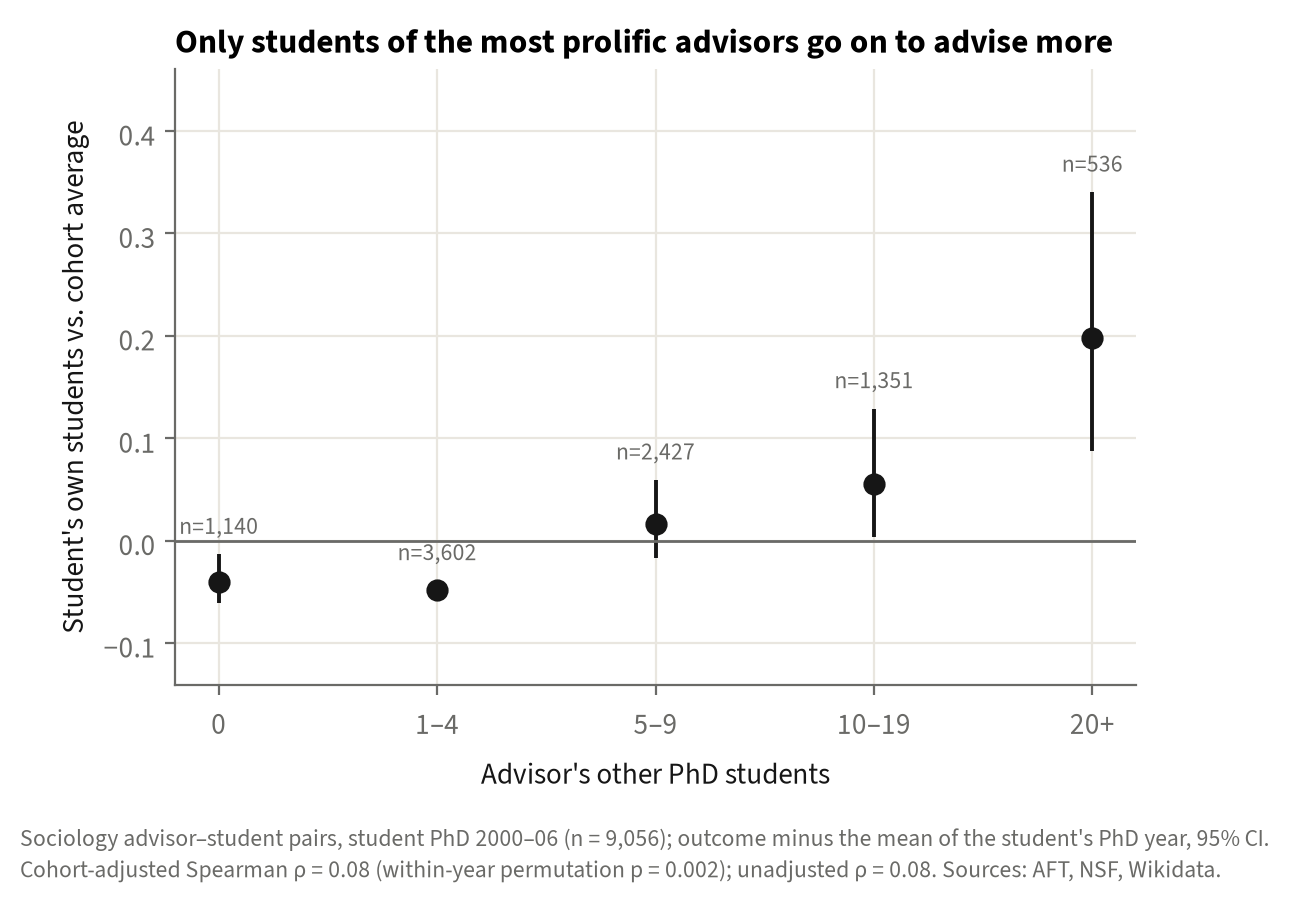 Only students of the most prolific advisors go on to advise more
Student's own students vs. cohort average
0.4
0.3
0.2
0.1
0.0
−0.1
n=1,140
n=3,602
n=2,427
n=1,351
n=536
0
1–4
5–9
10–19
20+
Advisor's other PhD students
Sociology advisor–student pairs, student PhD 2000–06 (n = 9,056); outcome minus the mean of the student's PhD year, 95% CI.
Cohort-adjusted Spearman ρ = 0.08 (within-year permutation p = 0.002); unadjusted ρ = 0.08. Sources: AFT, NSF, Wikidata.